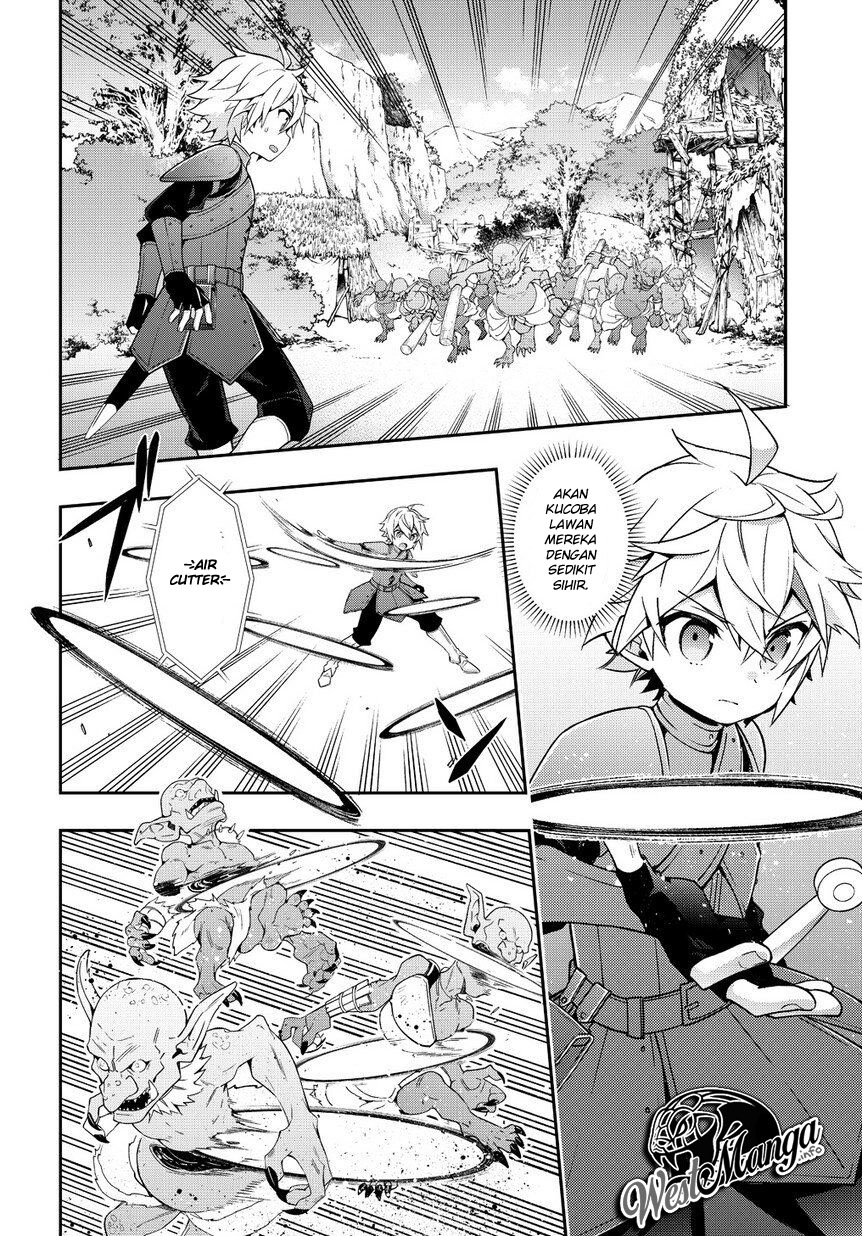 AKAN
KUCOBA
LAWAN
MEREKA
DENGAN
SEDIKIT
SIHIR.
AIR
CUTTER
WestManga
.info